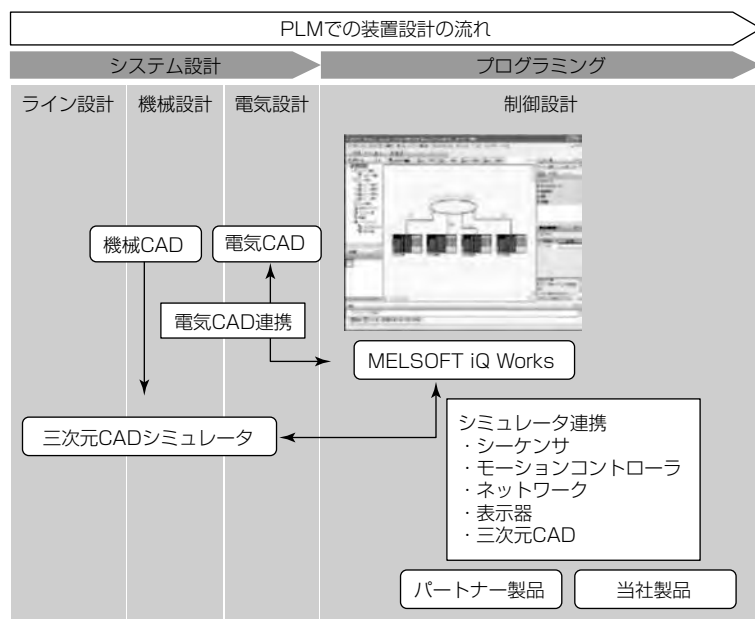 PLMでの装置設計の流れ
システム設計
プログラミング
ライン設計
機械設計
電気設計
制御設計
機械CAD
電気CAD
電気CAD連携
MELSOFT iQ Works
三次元CADシミュレータ
シミュレータ連携
・シーケンサ
・モーションコントローラ
・ネットワーク
・表示器
・三次元CAD
パートナー製品
当社製品